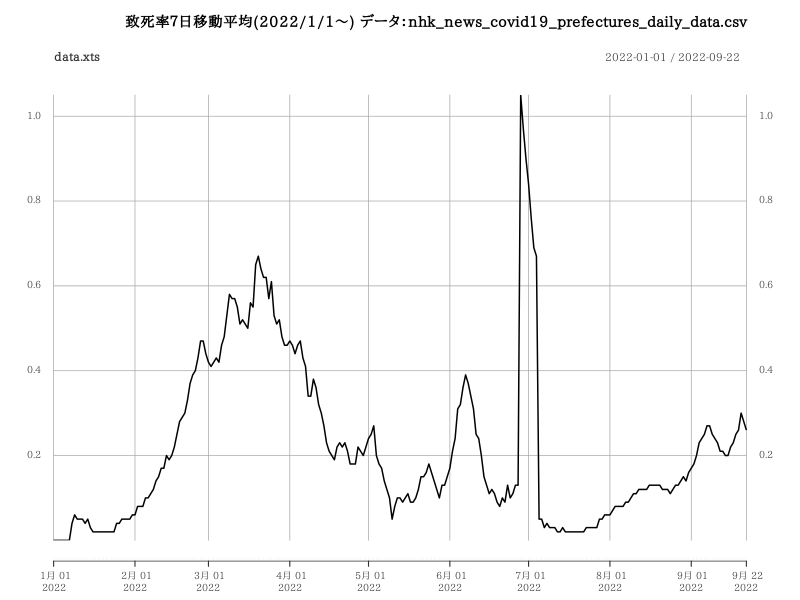 致死率7日移動平均(2022/1/1～) データ:nhk_news_covid19_prefectures_daily_data.csv
data.xts 2022-01-01 / 2022-09-22
1.0 1.0
0.8 0.8
0.6 0.6
0.4 0.4
0.2 0.2
1月 01 2月 01 3月 01 4月 01 5月 01 6月 01 7月 01 8月 01 9月 01 9月 22
2022 2022 2022 2022 2022 2022 2022 2022 2022 2022